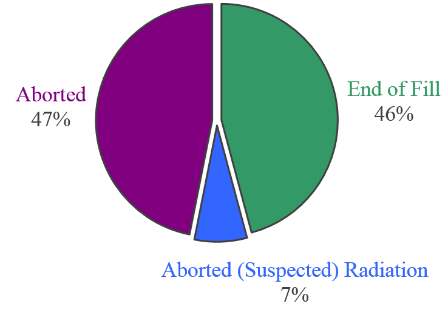 Aborted
47%
End of Fill
46%
Aborted (Suspected) Radiation
7%